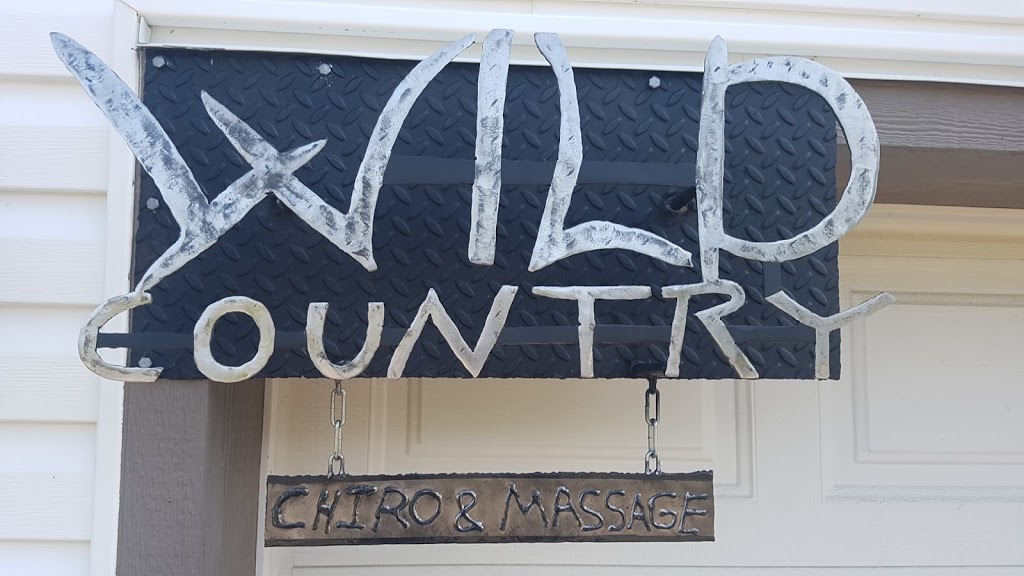 WILD
COUNTRY
CHIRO & MASSAGE